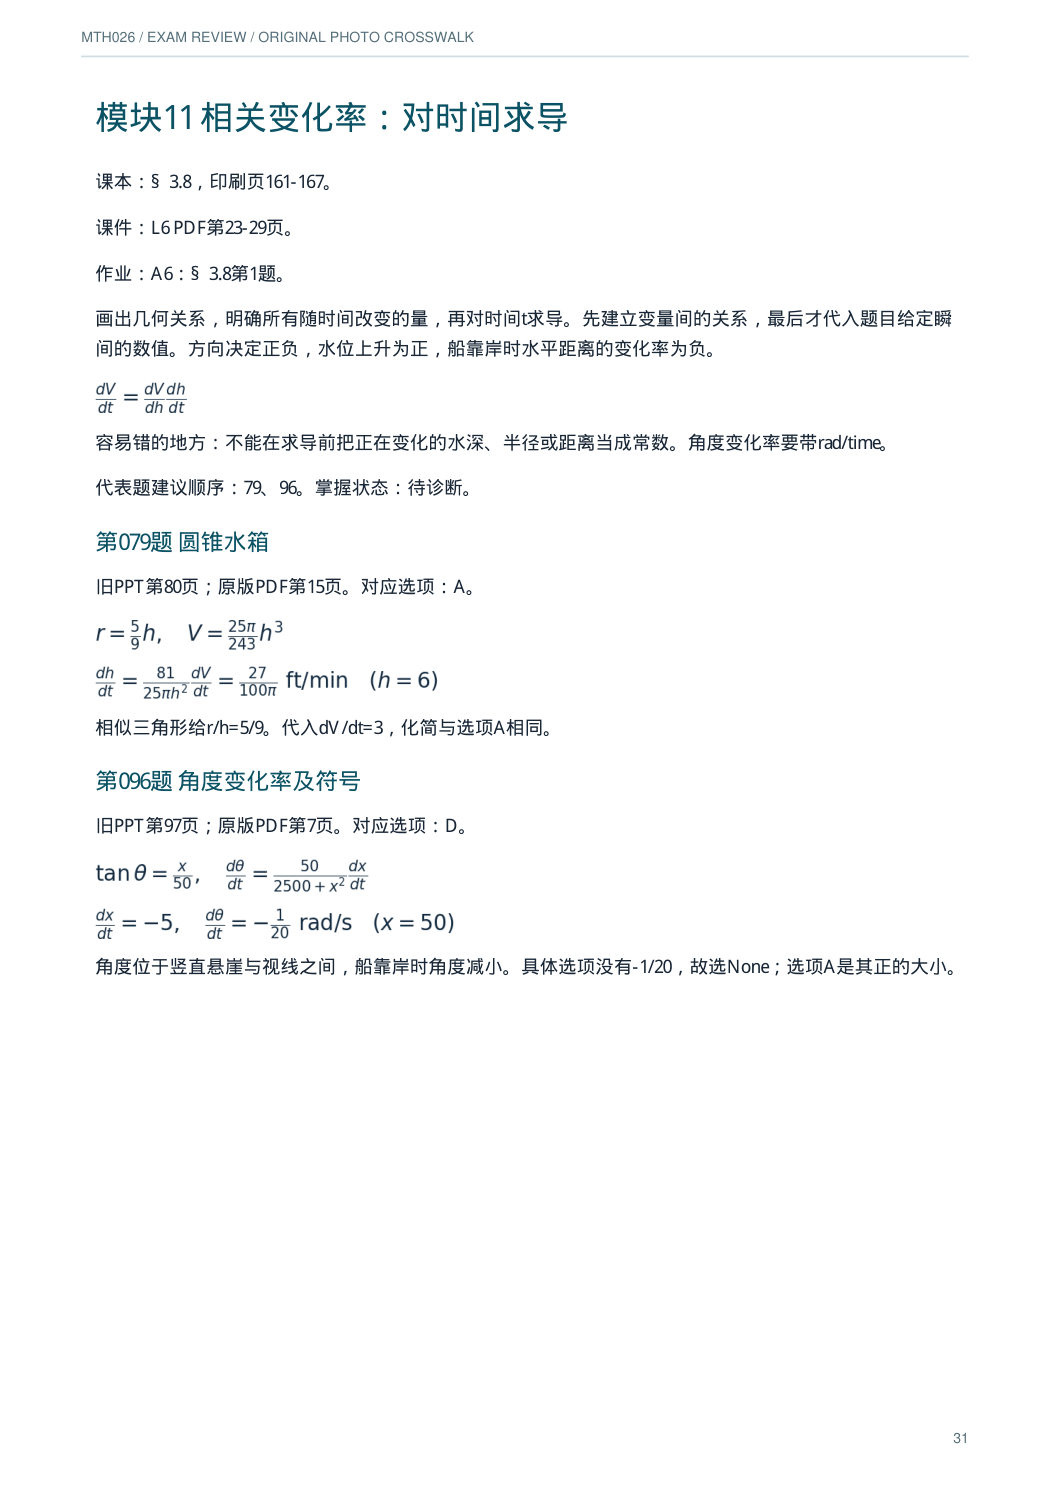 MTH026 / EXAM REVIEW / ORIGINAL PHOTO CROSSWALK
模块11 相关变化率：对时间求导
课本：§ 3.8，印刷页161-167。
课件：L6 PDF第23-29页。
作业：A6：§ 3.8第1题。
画出几何关系，明确所有随时间改变的量，再对时间t求导。先建立变量间的关系，最后才代入题目给定瞬
间的数值。方向决定正负，水位上升为正，船靠岸时水平距离的变化率为负。
dV/dt = dV/dh dh/dt
容易错的地方：不能在求导前把正在变化的水深、半径或距离当成常数。角度变化率要带rad/time。
代表题建议顺序：79、96。掌握状态：待诊断。
第079题 圆锥水箱
旧PPT第80页；原版PDF第15页。对应选项：A。
r = 5/9 h, V = 25π/243 h³
dh/dt = 81/25πh² dV/dt = 27/100π ft/min (h = 6)
相似三角形给r/h=5/9。代入dV/dt=3，化简与选项A相同。
第096题 角度变化率及符号
旧PPT第97页；原版PDF第7页。对应选项：D。
tan θ = x/50, dθ/dt = 50/2500 + x² dx/dt
dx/dt = −5, dθ/dt = −1/20 rad/s (x = 50)
角度位于竖直悬崖与视线之间，船靠岸时角度减小。具体选项没有-1/20，故选None；选项A是其正的大小。
31